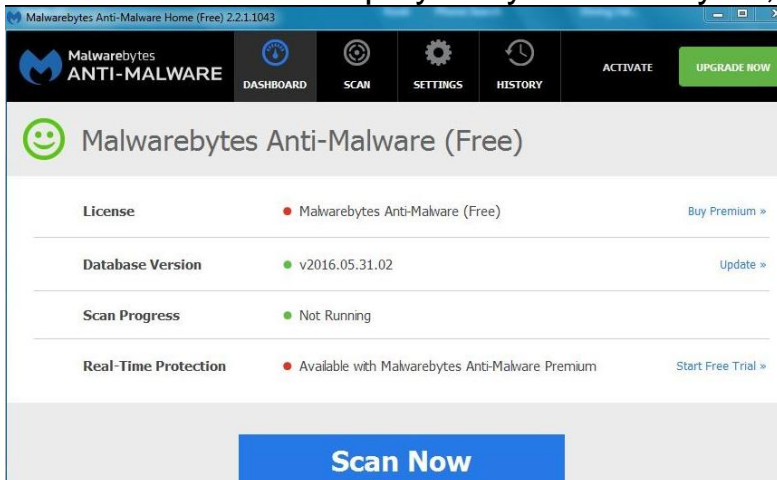 Malwarebytes Anti-Malware Home (Free) 2.2.1.1043
Malwarebytes
ANTI-MALWARE
DASHBOARD SCAN SETTINGS HISTORY ACTIVATE UPGRADE NOW
Malwarebytes Anti-Malware (Free)
License Malwarebytes Anti-Malware (Free) Buy Premium »
Database Version v2016.05.31.02 Update »
Scan Progress Not Running
Real-Time Protection Available with Malwarebytes Anti-Malware Premium Start Free Trial »
Scan Now